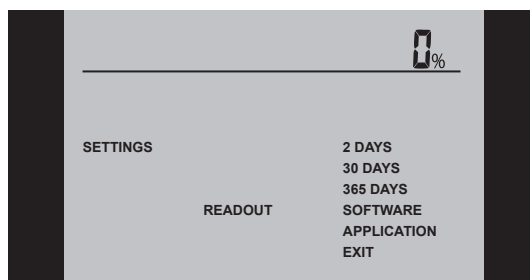 0%
SETTINGS 2 DAYS
30 DAYS
365 DAYS
READOUT SOFTWARE
APPLICATION
EXIT